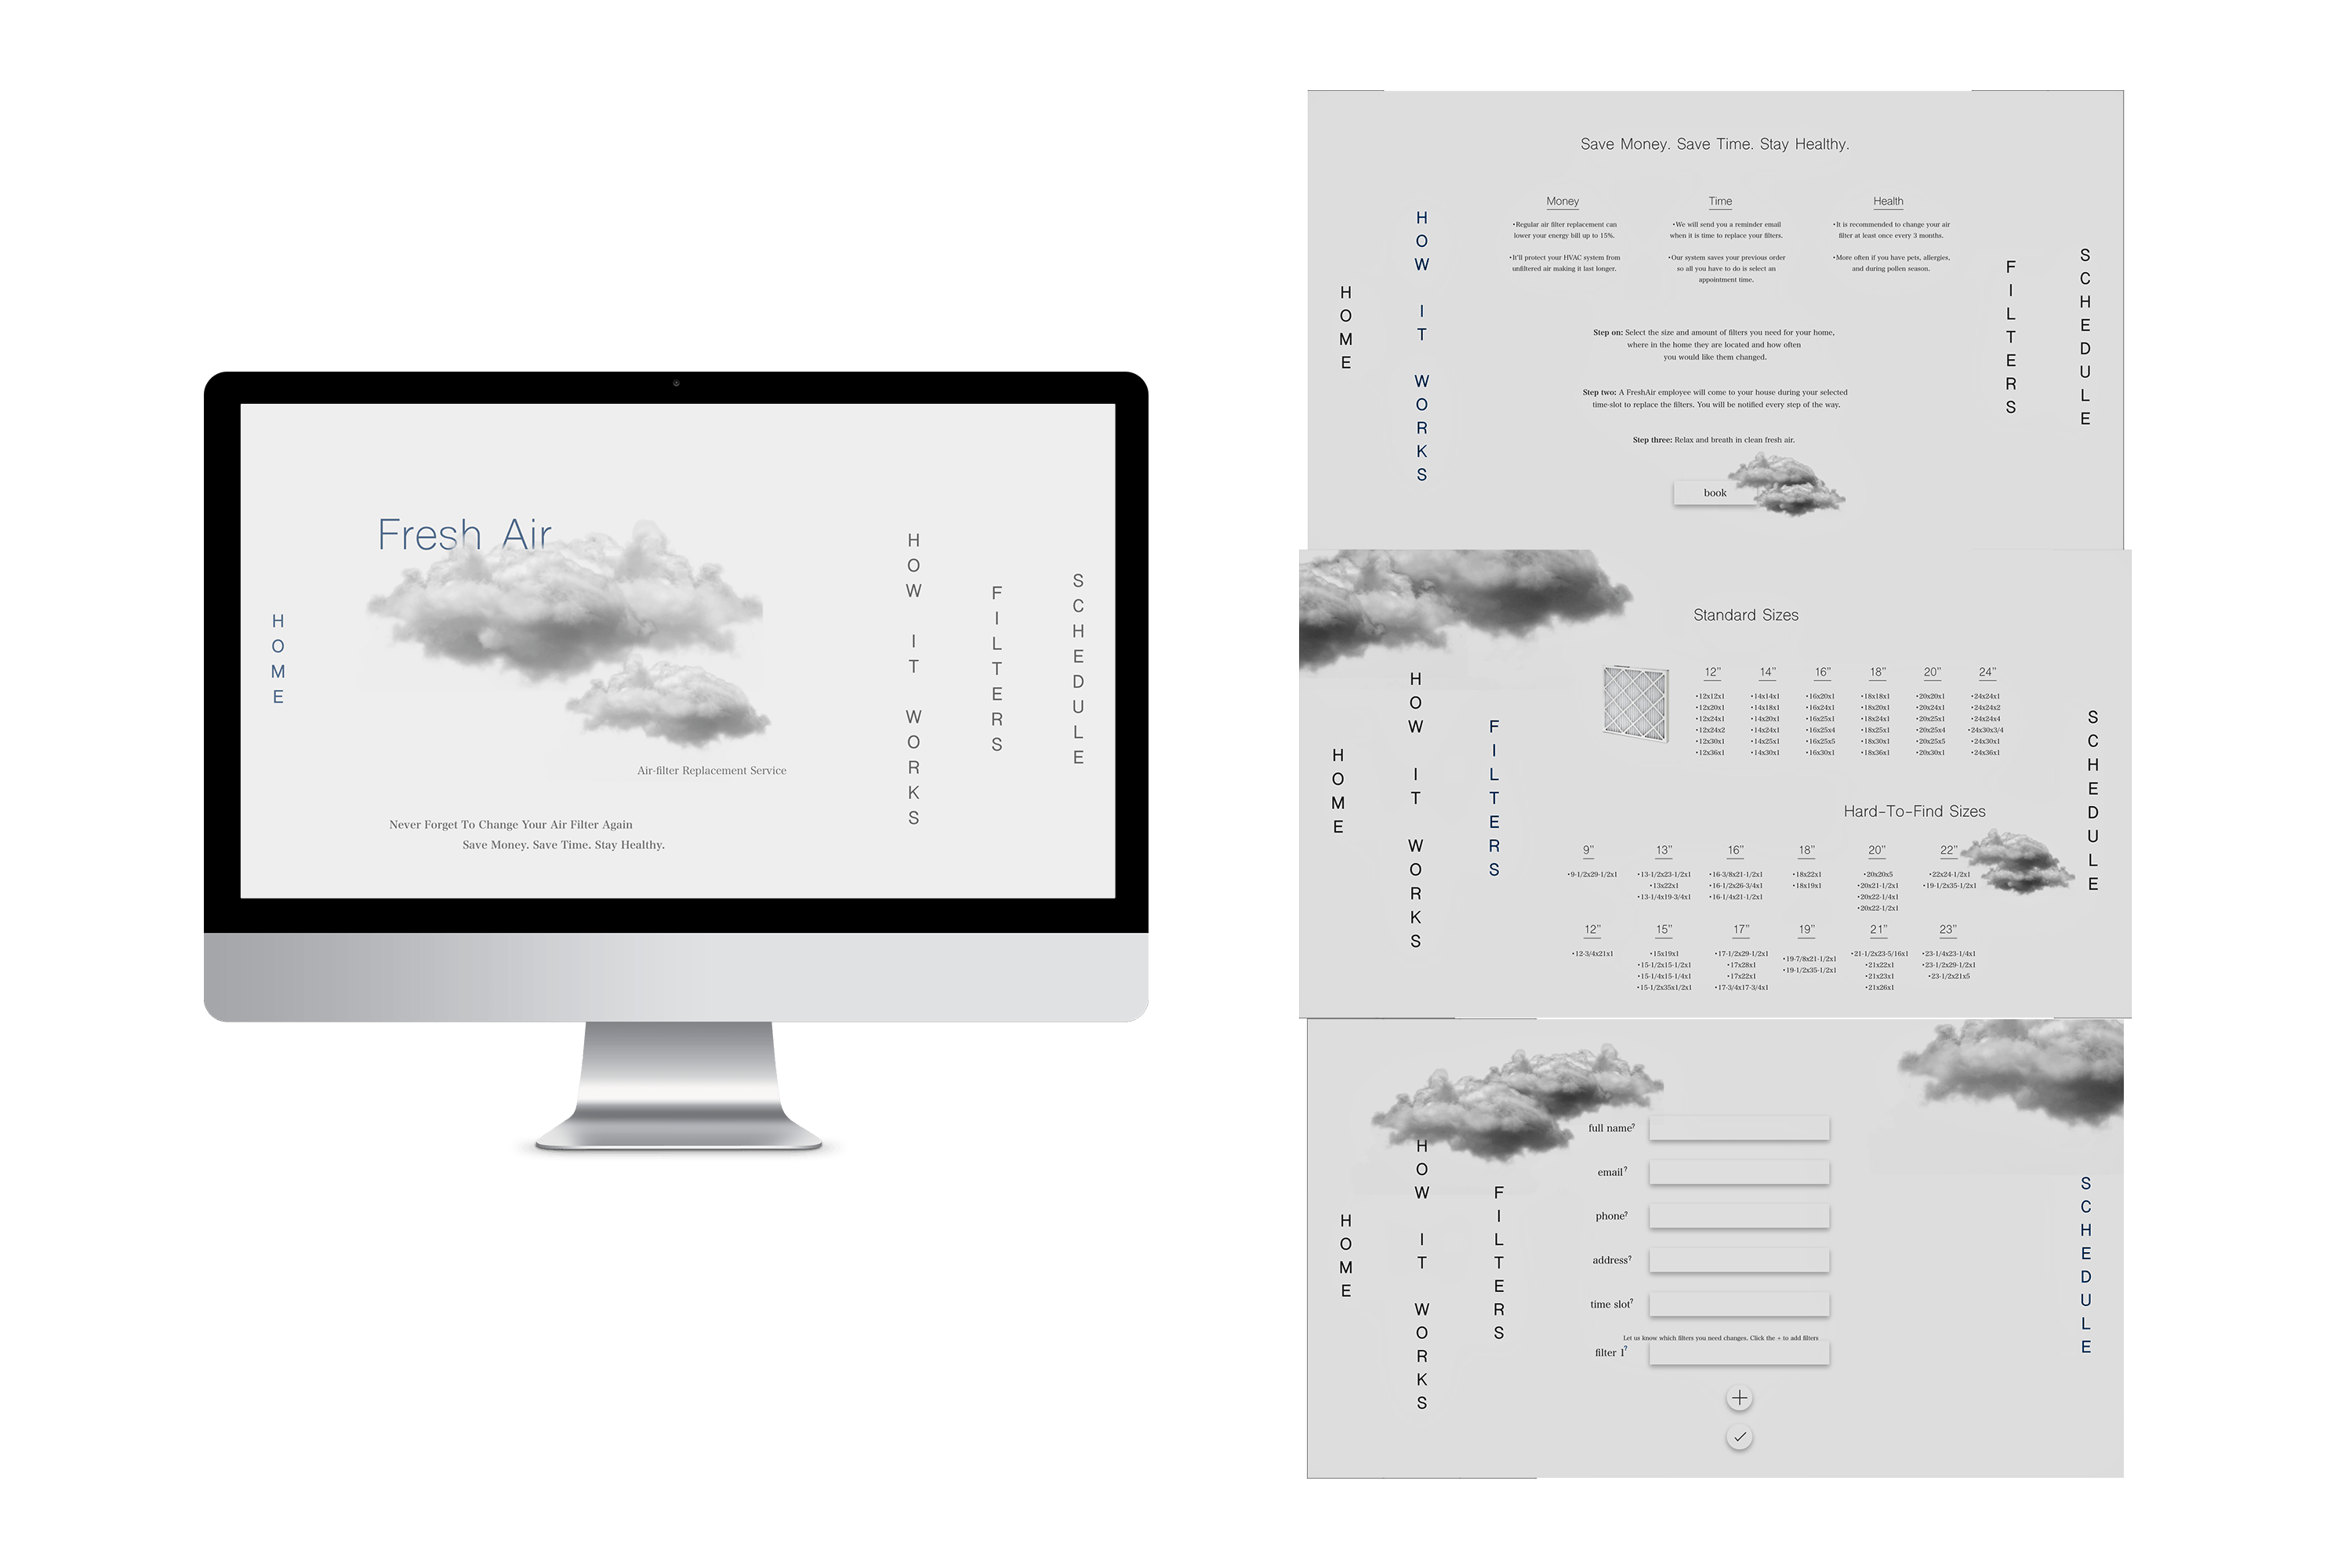 Fresh Air
HOME
HOW IT WORKS
FILTERS
SCHEDULE
Air-filter Replacement Service
Never Forget To Change Your Air Filter Again
Save Money. Save Time. Stay Healthy.
Save Money. Save Time. Stay Healthy.
HOME
HOW IT WORKS
Money
•Regular air filter replacement can
lower your energy bill up to 15%.
•It'll protect your HVAC system from
unfiltered air making it last longer.
Time
•We will send you a reminder email
when it is time to replace your filters.
•Our system saves your previous order
so all you have to do is select an
appointment time.
Health
•It is recommended to change your air
filter at least once every 3 months.
•More often if you have pets, allergies,
and during pollen season.
FILTERS
SCHEDULE
Step on: Select the size and amount of filters you need for your home,
where in the home they are located and how often
you would like them changed.
Step two: A FreshAir employee will come to your house during your selected
time-slot to replace the filters. You will be notified every step of the way.
Step three: Relax and breath in clean fresh air.
book
HOME
HOW IT WORKS
FILTERS
Standard Sizes
12”
•12x12x1
•12x20x1
•12x24x1
•12x24x2
•12x30x1
•12x36x1
14”
•14x14x1
•14x18x1
•14x20x1
•14x24x1
•14x25x1
•14x30x1
16”
•16x20x1
•16x24x1
•16x25x1
•16x25x4
•16x25x5
•16x30x1
18”
•18x18x1
•18x20x1
•18x24x1
•18x25x1
•18x30x1
•18x36x1
20”
•20x20x1
•20x24x1
•20x25x1
•20x25x4
•20x25x5
•20x30x1
24”
•24x24x1
•24x24x2
•24x24x4
•24x30x3/4
•24x30x1
•24x36x1
Hard-To-Find Sizes
9”
•9-1/2x29-1/2x1
13”
•13-1/2x23-1/2x1
•13x22x1
•13-1/4x19-3/4x1
16”
•16-3/8x21-1/2x1
•16-1/2x26-3/4x1
•16-1/4x21-1/2x1
18”
•18x22x1
•18x19x1
20”
•20x20x5
•20x21-1/2x1
•20x22-1/4x1
•20x22-1/2x1
22”
•22x24-1/2x1
•19-1/2x35-1/2x1
12”
•12-3/4x21x1
15”
•15x19x1
•15-1/2x15-1/2x1
•15-1/4x15-1/4x1
•15-1/2x35x1/2x1
17”
•17-1/2x29-1/2x1
•17x28x1
•17x22x1
•17-3/4x17-3/4x1
19”
•19-7/8x21-1/2x1
•19-1/2x35-1/2x1
21”
•21-1/2x23-5/16x1
•21x22x1
•21x23x1
•21x26x1
23”
•23-1/4x23-1/4x1
•23-1/2x29-1/2x1
•23-1/2x21x5
SCHEDULE
HOME
HOW IT WORKS
FILTERS
full name?
email?
phone?
address?
time slot?
Let us know which filters you need changes. Click the + to add filters
filter 1?
SCHEDULE